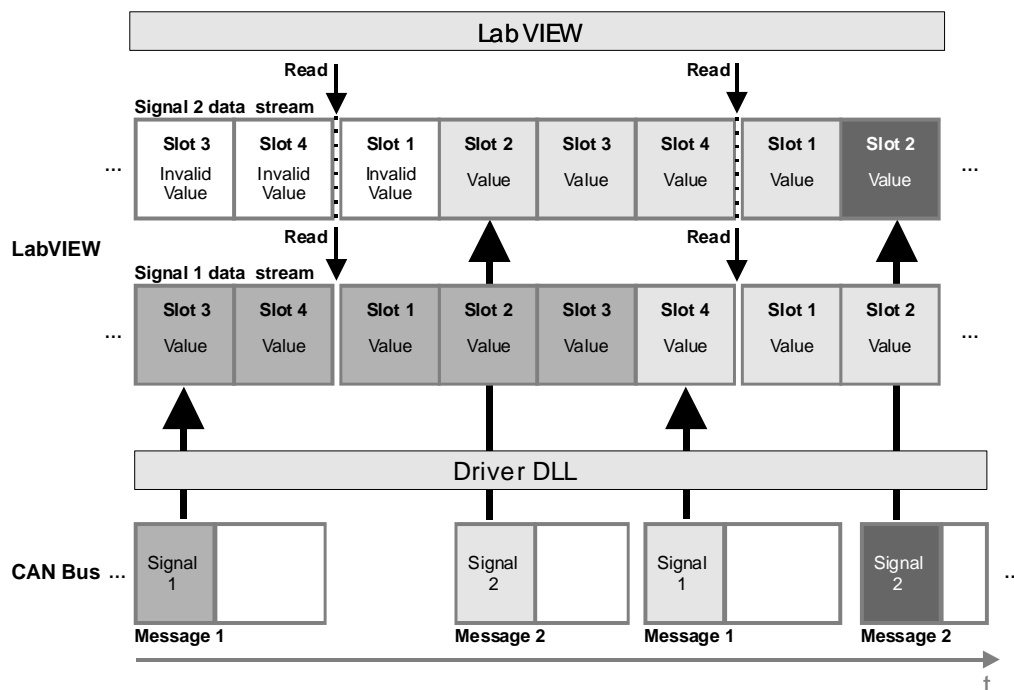 LabVIEW
Read Read
Signal 2 data stream
Slot 3 Slot 4 Slot 1 Slot 2 Slot 3 Slot 4 Slot 1 Slot 2
... Invalid Invalid Invalid Value Value Value Value Value ...
Value Value Value
Read Read
LabVIEW
Signal 1 data stream
Slot 3 Slot 4 Slot 1 Slot 2 Slot 3 Slot 4 Slot 1 Slot 2
... Value Value Value Value Value Value Value Value ...
Driver DLL
CAN Bus ... Signal Signal Signal Signal ...
1 2 1 2
Message 1 Message 2 Message 1 Message 2
t